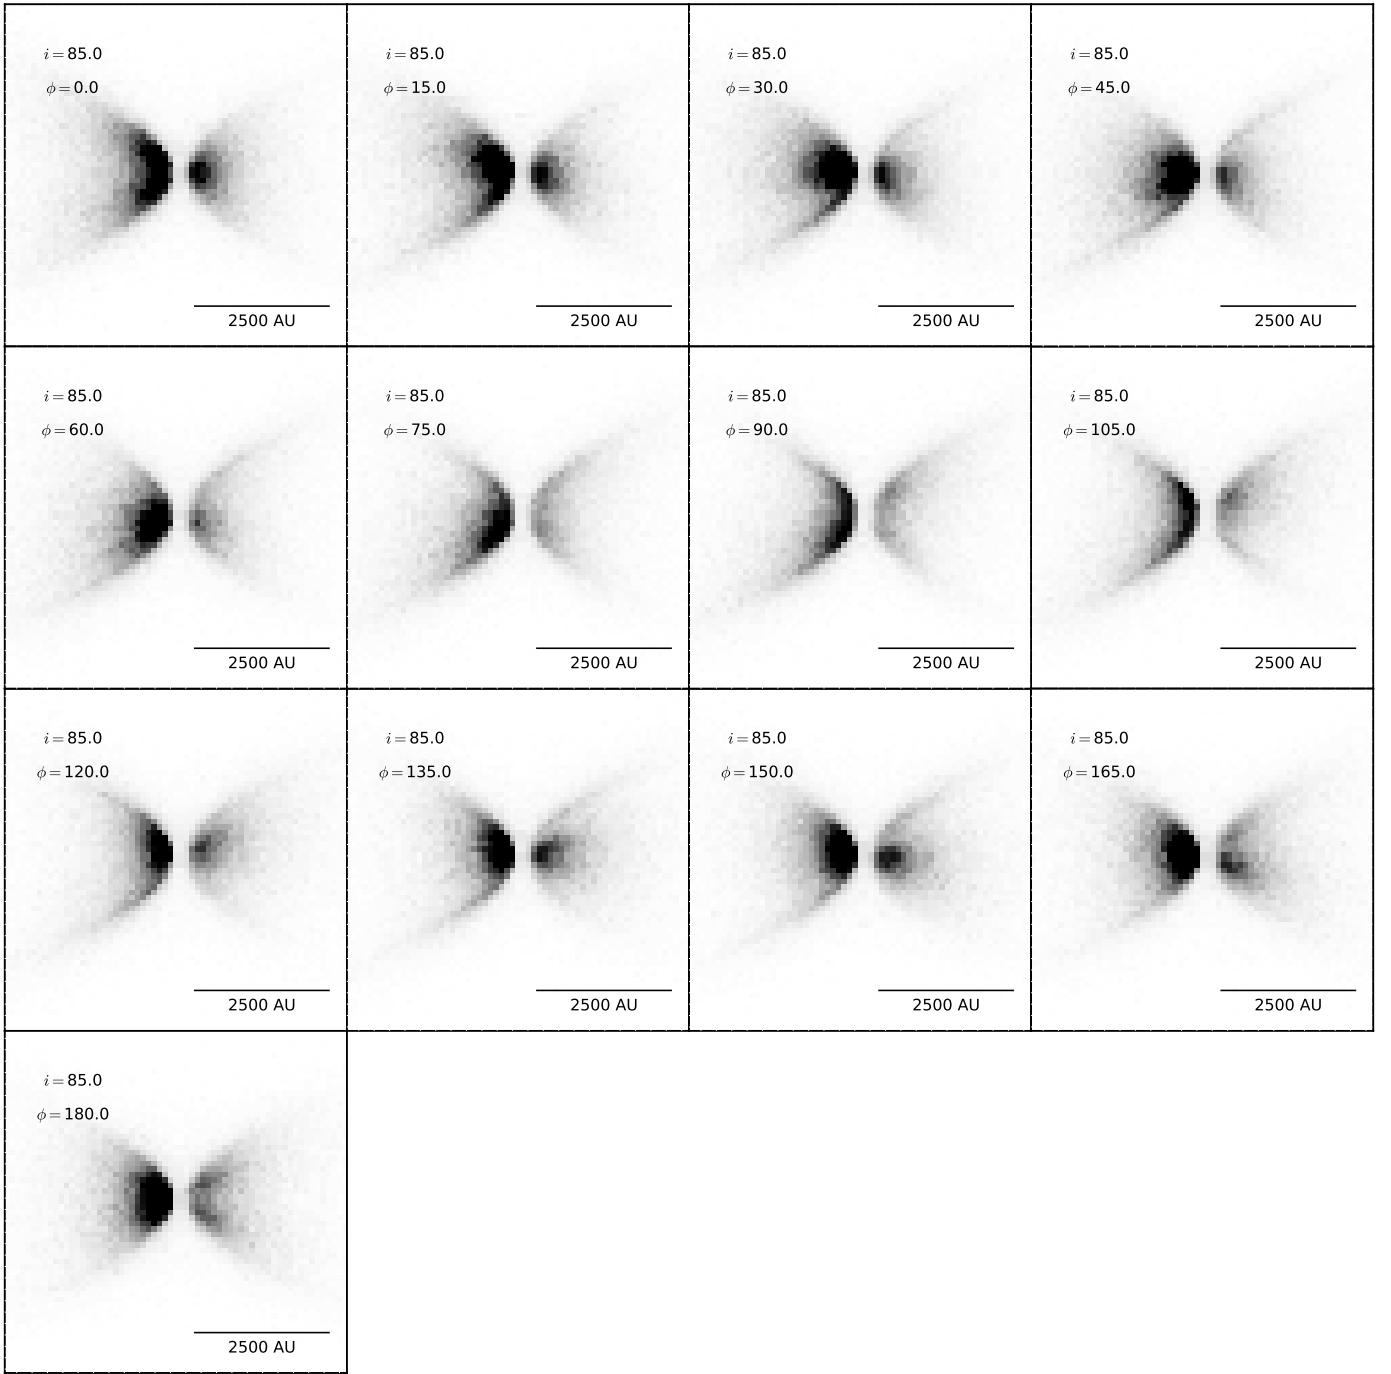 i = 85.0
ϕ = 0.0
2500 AU
i = 85.0
ϕ = 15.0
2500 AU
i = 85.0
ϕ = 30.0
2500 AU
i = 85.0
ϕ = 45.0
2500 AU
i = 85.0
ϕ = 60.0
2500 AU
i = 85.0
ϕ = 75.0
2500 AU
i = 85.0
ϕ = 90.0
2500 AU
i = 85.0
ϕ = 105.0
2500 AU
i = 85.0
ϕ = 120.0
2500 AU
i = 85.0
ϕ = 135.0
2500 AU
i = 85.0
ϕ = 150.0
2500 AU
i = 85.0
ϕ = 165.0
2500 AU
i = 85.0
ϕ = 180.0
2500 AU